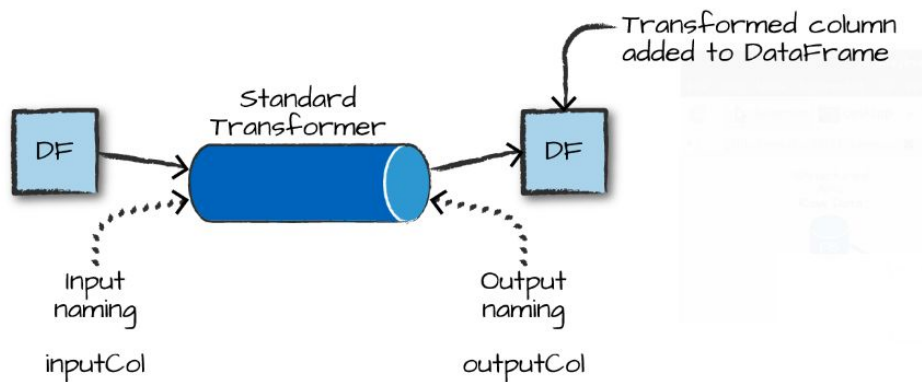 Transformed column
added to DataFrame
Standard
Transformer
DF
DF
Input
naming
Output
naming
inputCol
outputCol